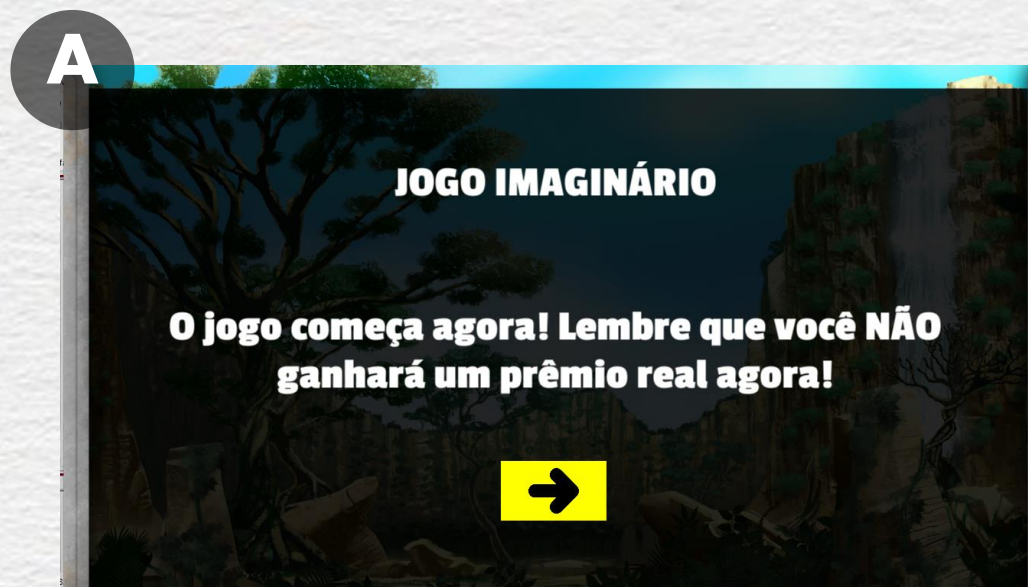 A
JOGO IMAGINÁRIO
O jogo começa agora! Lembre que você NÃO
ganhará um prêmio real agora!